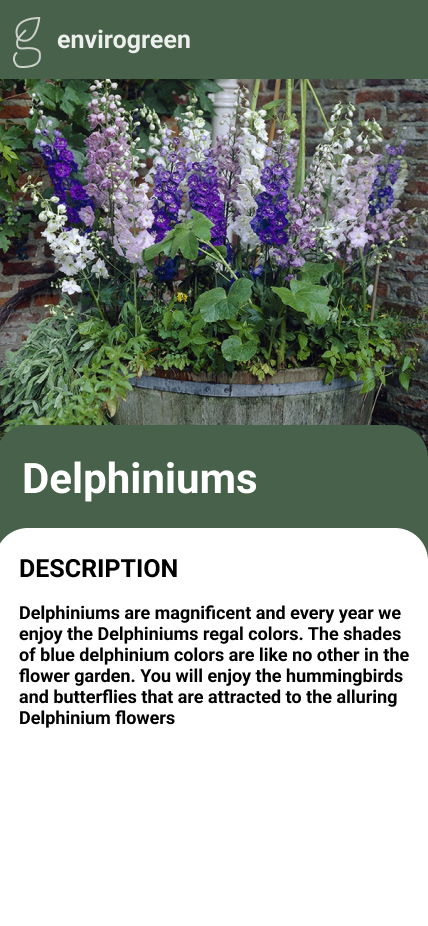 envirogreen
Delphiniums
DESCRIPTION
Delphiniums are magnificent and every year we
enjoy the Delphiniums regal colors. The shades
of blue delphinium colors are like no other in the
flower garden. You will enjoy the hummingbirds
and butterflies that are attracted to the alluring
Delphinium flowers